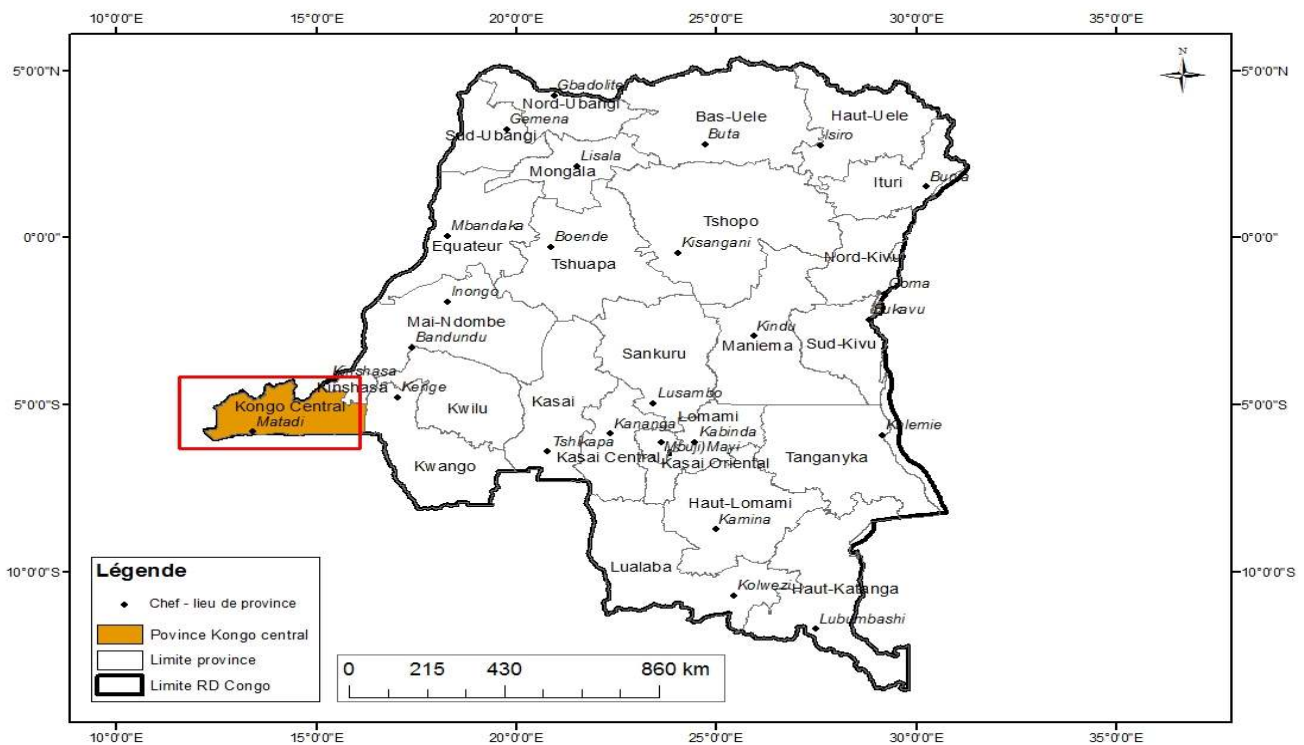 10°0'0"E 15°0'0"E 20°0'0"E 25°0'0"E 30°0'0"E 35°0'0"E
N
5°0'0"N 5°0'0"N
Gbadolite
Nord-Ubangi
Gemena
Sud-Ubangi
Bas-Uele
Buta
Haut-Uele
Isiro
Lisala
Mongala
Ituri
Bunia
Tshopo
Mbandaka
Equateur
Boende
Tshuapa
Kisangani
0°0'0" 0°0'0"
Nord-Kivu
Goma
Bukavu
Inongo
Mai-Ndombe
Bandundu
Kindu
Maniema
Sud-Kivu
Sankuru
Kinshasa
Kinshasa
Kenge
Kongo Central
Matadi
Kwilu
Kasai
Lusambo
Lomami
5°0'0"S 5°0'0"S
Kananga
Kabinda
Kalemie
Tshikapa
Kasai Central
Mbuji)Mayi
Kasai Oriental
Tanganyka
Kwango
Haut-Lomami
Kamina
Lualaba
Kolwezi
Haut-Katanga
Lubumbashi
10°0'0"S 10°0'0"S
Légende
Chef - lieu de province
Povince Kongo central
Limite province
Limite RD Congo
0 215 430 860 km
10°0'0"E 15°0'0"E 20°0'0"E 25°0'0"E 30°0'0"E 35°0'0"E